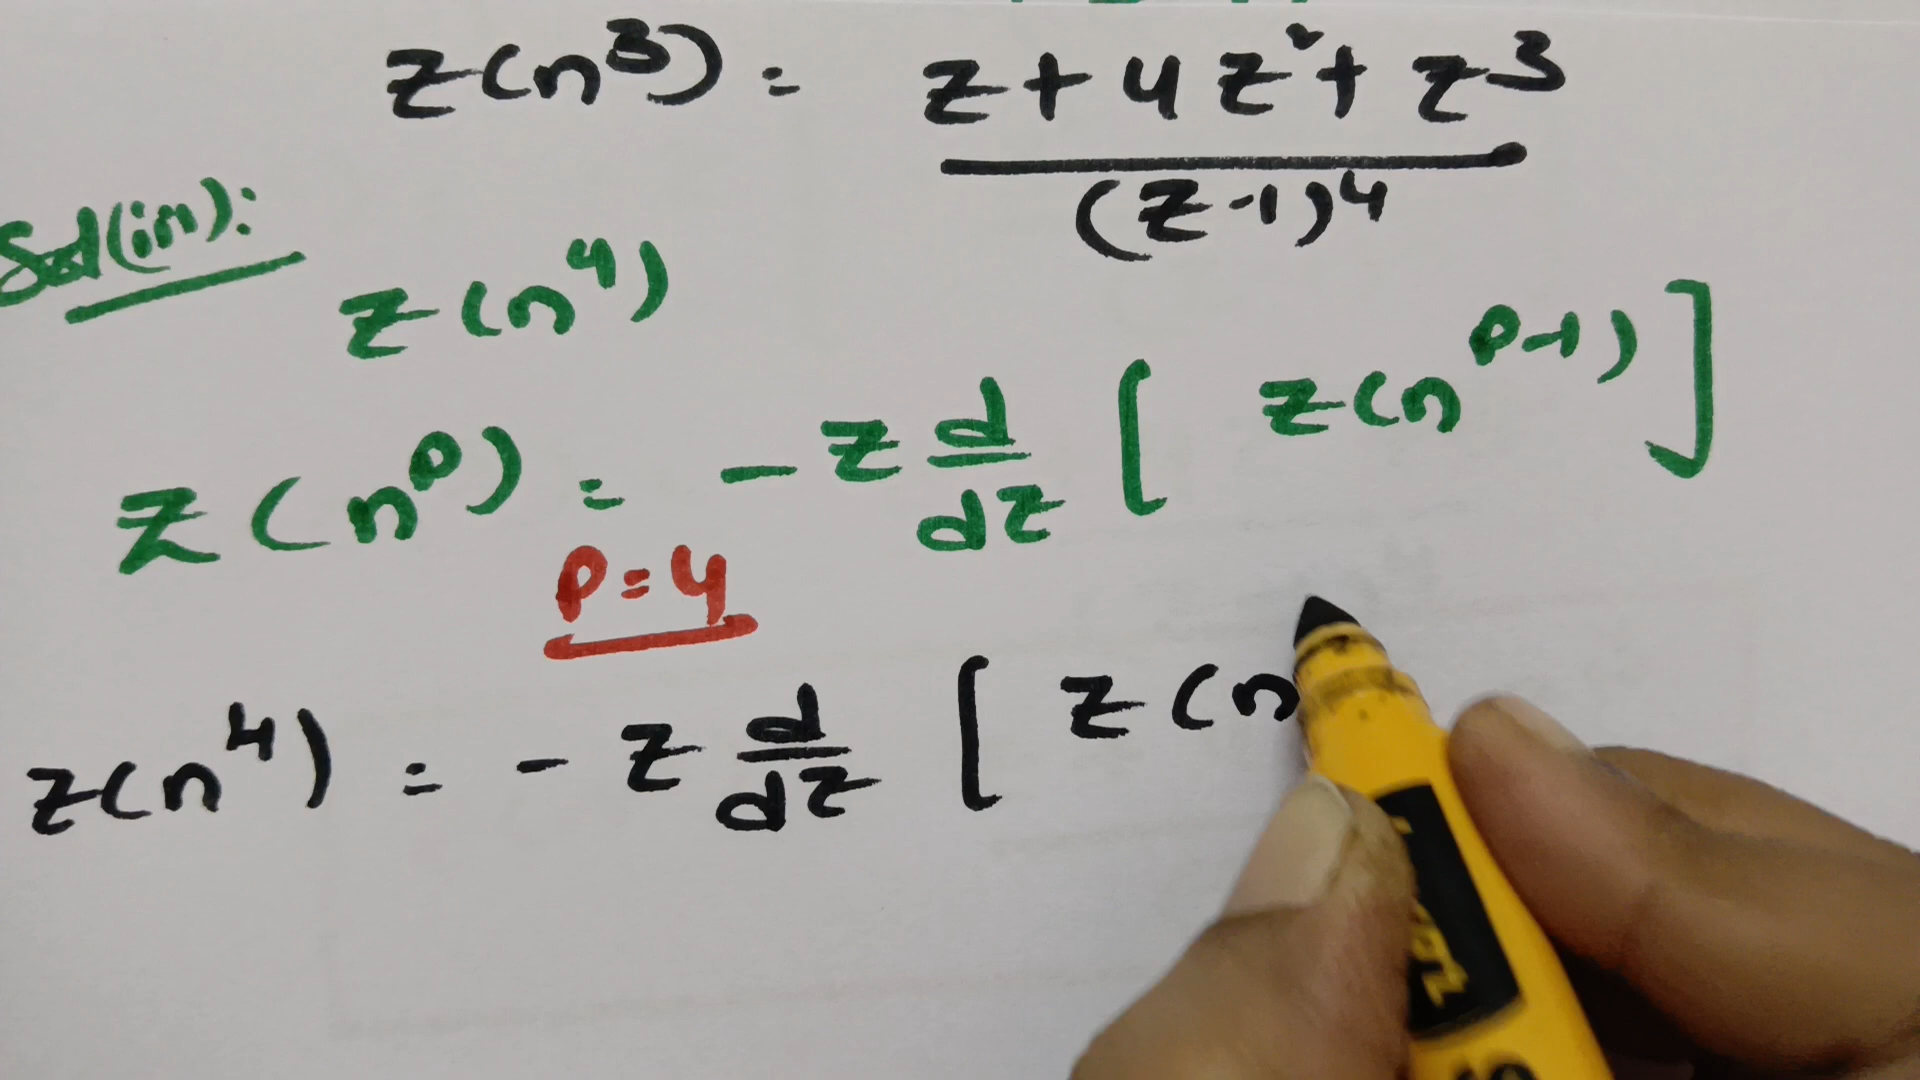 z(n³) = z + 4z² + z³
(z-1)⁴
Sol(in):
z(n⁴)
z(nᵖ) = -z d/dz [ z(nᵖ⁻¹) ]
P=4
z(n⁴) = -z d/dz [ z(n